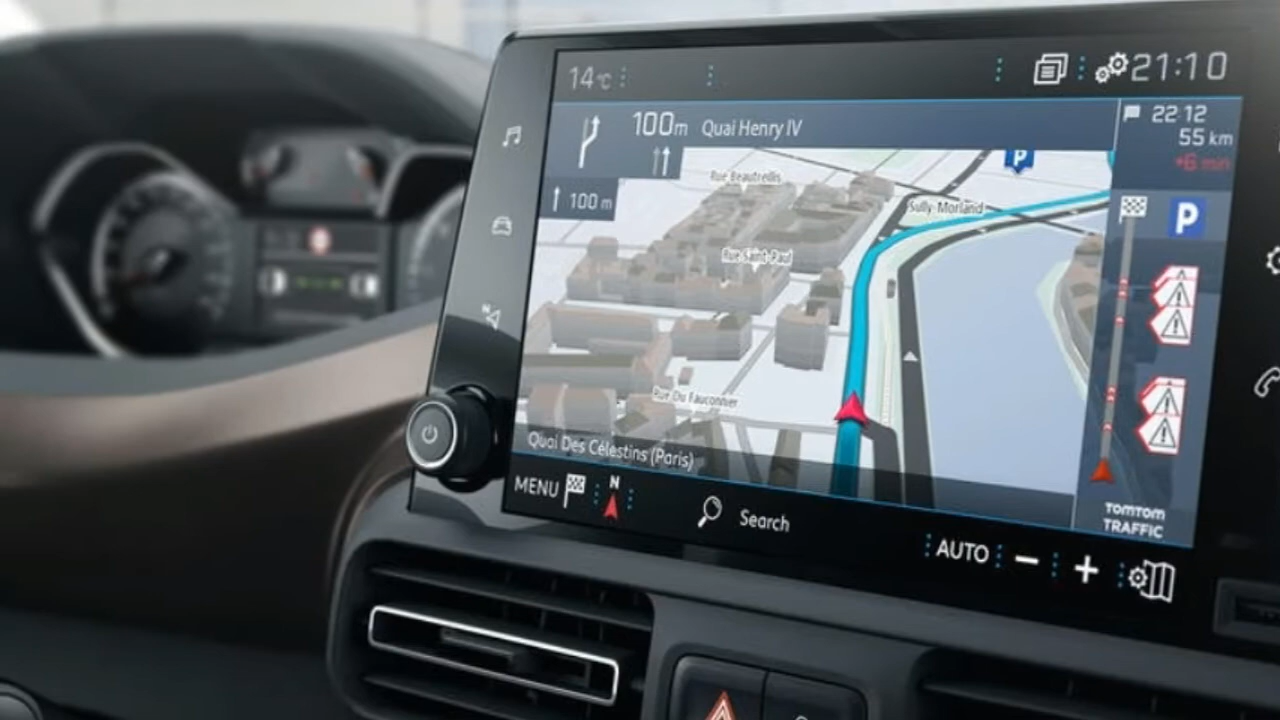 14°C
21:10
100m Quai Henry IV
22:12
55 km
+6 min
100 m
P
Rue Beautreillis
Sully-Morland
P
Rue Saint-Paul
Rue Du Fauconnier
Quai Des Célestins (Paris)
MENU
N
Search
TOMTOM
TRAFFIC
AUTO